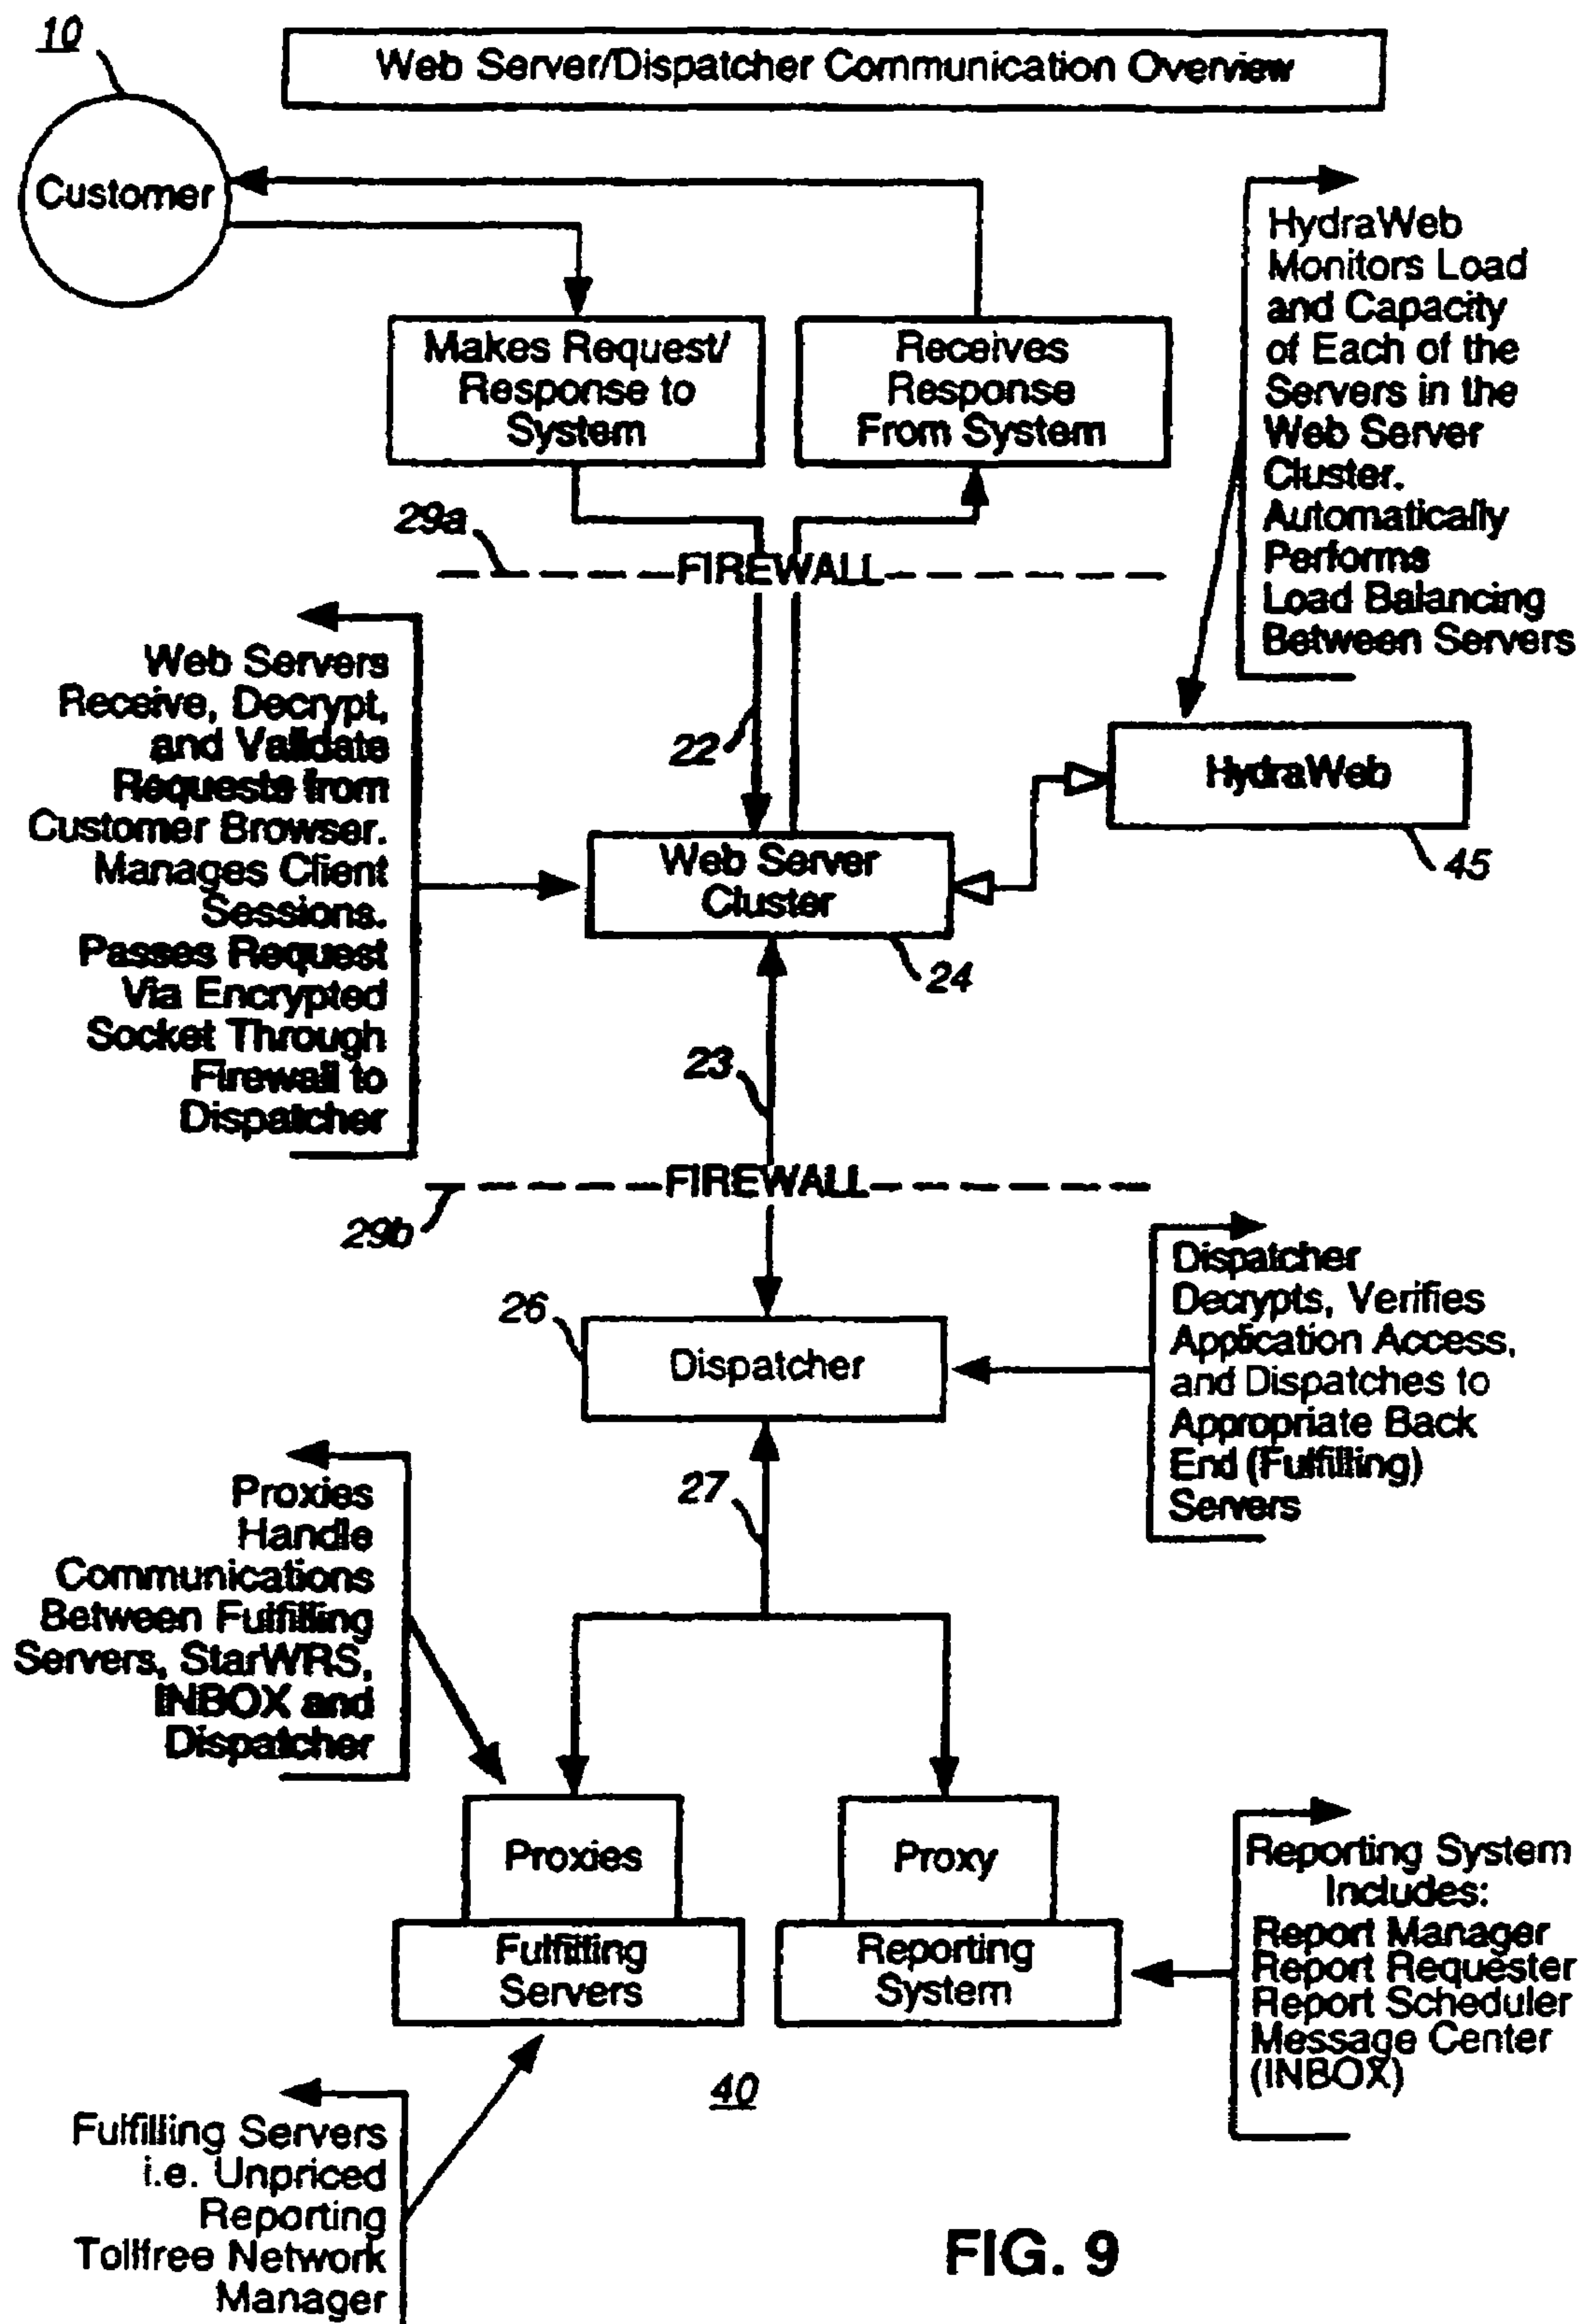 10
Web Server/Dispatcher Communication Overview
Customer
Makes Request/
Response to
System
Receives
Response
From System
HydraWeb
Monitors Load
and Capacity
of Each of the
Servers in the
Web Server
Cluster.
Automatically
Performs
Load Balancing
Between Servers
29a
FIREWALL
Web Servers
Receive, Decrypt,
and Validate
Requests from
Customer Browser.
Manages Client
Sessions.
Passes Request
Via Encrypted
Socket Through
Firewall to
Dispatcher
22
HydraWeb
45
Web Server
Cluster
24
23
FIREWALL
29b
26
Dispatcher
Dispatcher
Decrypts, Verifies
Application Access,
and Dispatches to
Appropriate Back
End (Fulfilling)
Servers
27
Proxies
Handle
Communications
Between Fulfilling
Servers, StarWRS,
INBOX and
Dispatcher
Proxies
Proxy
Fulfilling
Servers
Reporting
System
Reporting System
Includes:
Report Manager
Report Requester
Report Scheduler
Message Center
(INBOX)
40
Fulfilling Servers
i.e. Unpriced
Reporting
Tollfree Network
Manager
FIG. 9